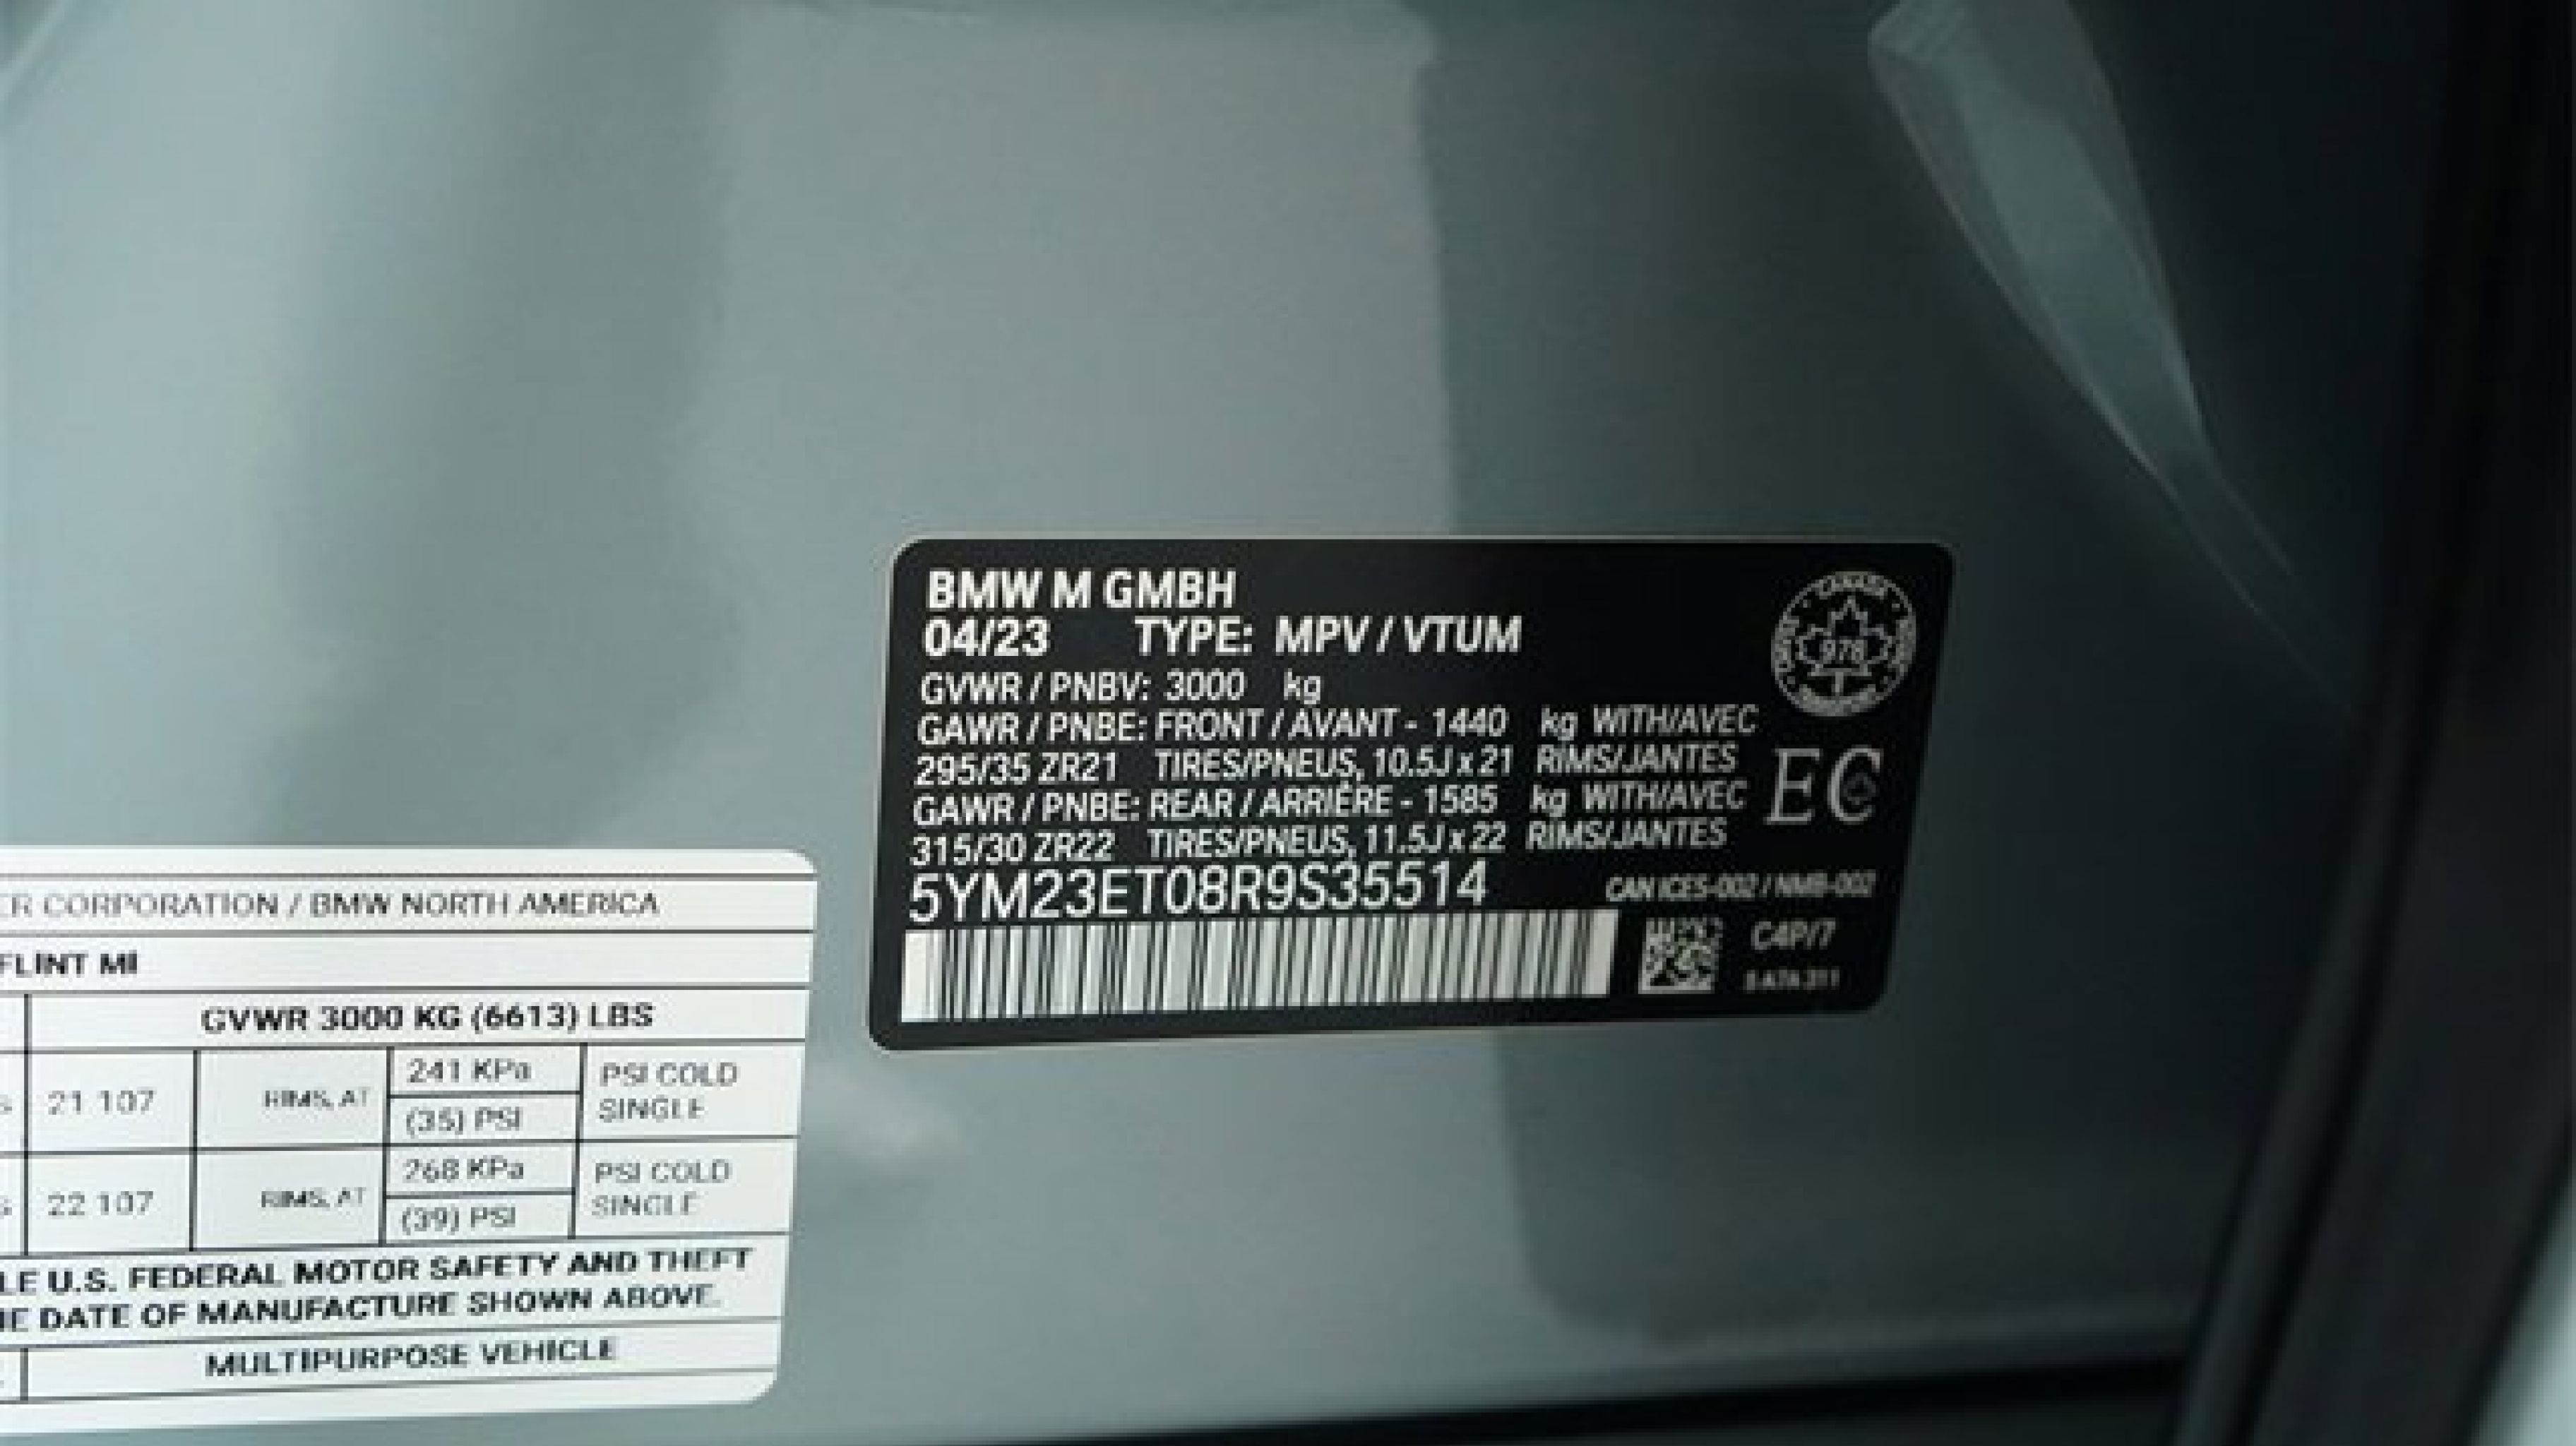 BMW M GMBH
04/23 TYPE: MPV / VTUM
GVWR / PNBV: 3000 kg
GAWR / PNBE: FRONT / AVANT - 1440 kg WITH/AVEC
295/35 ZR21 TIRES/PNEUS, 10.5J x 21 RIMS/JANTES
GAWR / PNBE: REAR / ARRIÈRE - 1585 kg WITH/AVEC
315/30 ZR22 TIRES/PNEUS, 11.5J x 22 RIMS/JANTES
5YM23ET08R9S35514
CAN ICES-002 / NMB-002
C4P/7
CANADA
978
T
EC
ER CORPORATION / BMW NORTH AMERICA
FLINT MI
GVWR 3000 KG (6613) LBS
21 107 RIMS, AT 241 KPa PSI COLD
(35) PSI SINGLE
22 107 RIMS, AT 268 KPa PSI COLD
(39) PSI SINGLE
LE U.S. FEDERAL MOTOR SAFETY AND THEFT
HE DATE OF MANUFACTURE SHOWN ABOVE.
MULTIPURPOSE VEHICLE